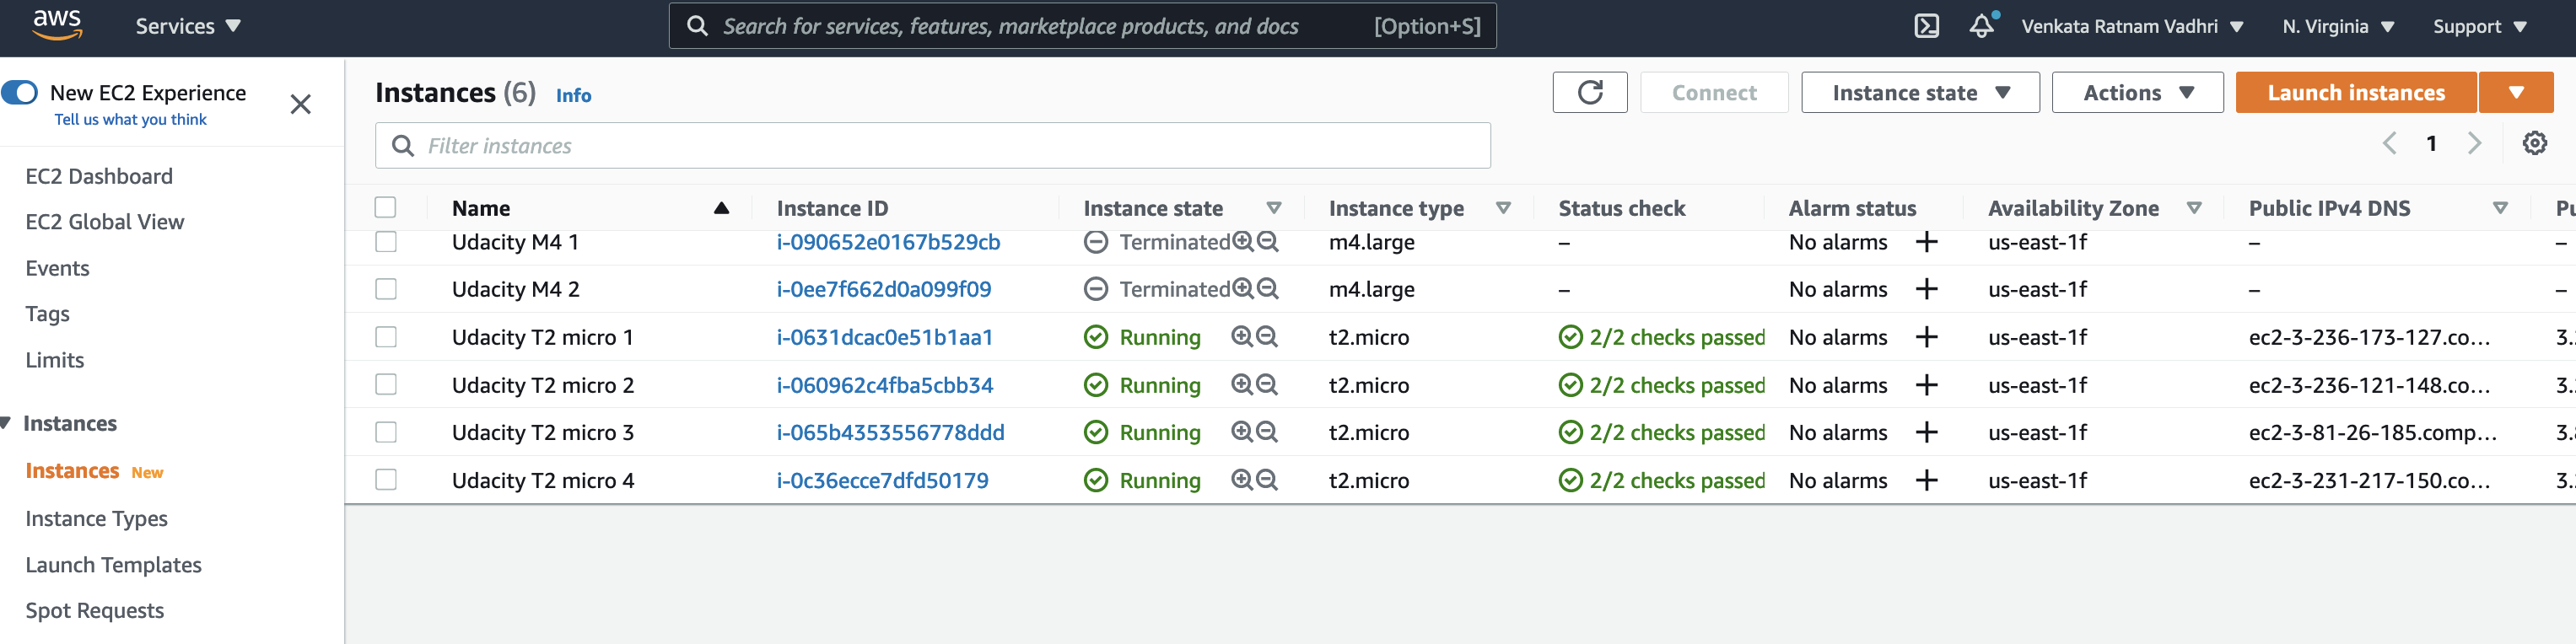 aws Services Search for services, features, marketplace products, and docs [Option+S] Venkata Ratnam Vadhri N. Virginia Support
New EC2 Experience
Tell us what you think
EC2 Dashboard
EC2 Global View
Events
Tags
Limits
Instances
Instances New
Instance Types
Launch Templates
Spot Requests
Instances (6) Info Connect Instance state Actions Launch instances
Filter instances 1
Name Instance ID Instance state Instance type Status check Alarm status Availability Zone Public IPv4 DNS Pu
Udacity M4 1 i-090652e0167b529cb Terminated m4.large – No alarms + us-east-1f – –
Udacity M4 2 i-0ee7f662d0a099f09 Terminated m4.large – No alarms + us-east-1f – –
Udacity T2 micro 1 i-0631dcac0e51b1aa1 Running t2.micro 2/2 checks passed No alarms + us-east-1f ec2-3-236-173-127.co... 3.
Udacity T2 micro 2 i-060962c4fba5cbb34 Running t2.micro 2/2 checks passed No alarms + us-east-1f ec2-3-236-121-148.co... 3.
Udacity T2 micro 3 i-065b4353556778ddd Running t2.micro 2/2 checks passed No alarms + us-east-1f ec2-3-81-26-185.comp... 3.
Udacity T2 micro 4 i-0c36ecce7dfd50179 Running t2.micro 2/2 checks passed No alarms + us-east-1f ec2-3-231-217-150.co... 3.